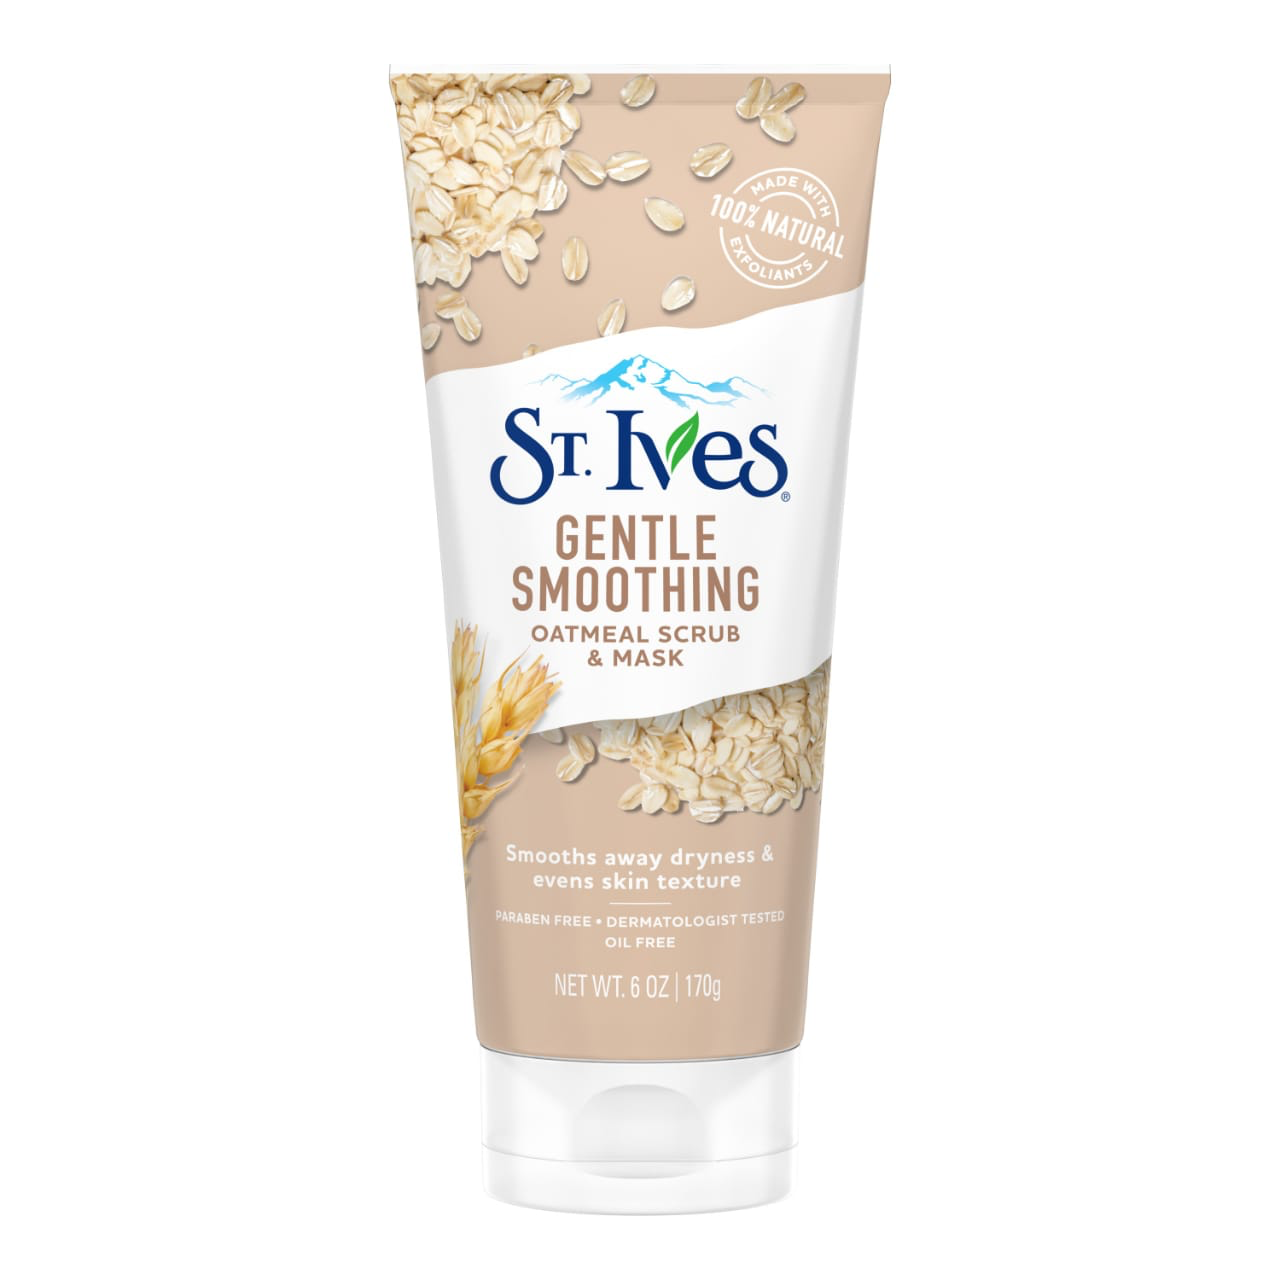 MADE WITH
100% NATURAL
EXFOLIANTS
ST. IVES®
GENTLE
SMOOTHING
OATMEAL SCRUB
& MASK
Smooths away dryness &
evens skin texture
PARABEN FREE • DERMATOLOGIST TESTED
OIL FREE
NET WT. 6 OZ | 170g